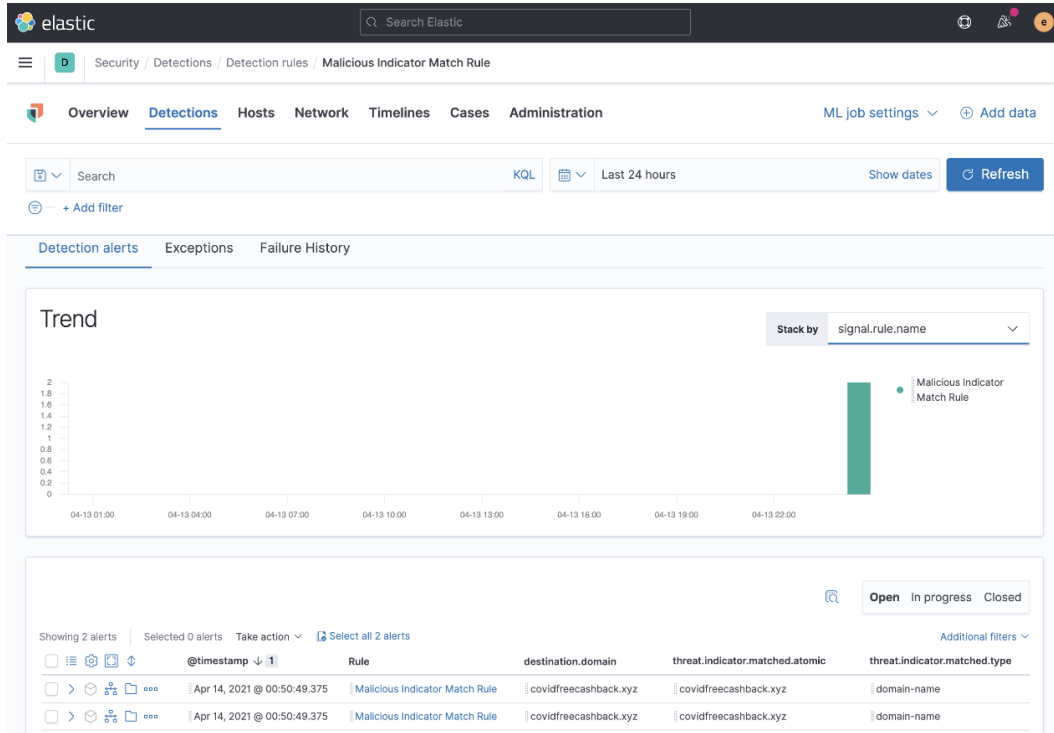 elastic
Search Elastic
e
D
Security / Detections / Detection rules / Malicious Indicator Match Rule
Overview Detections Hosts Network Timelines Cases Administration ML job settings Add data
Search KQL Last 24 hours Show dates Refresh
+ Add filter
Detection alerts Exceptions Failure History
Trend
Stack by signal.rule.name
2
1.8
1.6
1.4
1.2
1
0.8
0.6
0.4
0.2
0
04-13 01:00 04-13 04:00 04-13 07:00 04-13 10:00 04-13 13:00 04-13 16:00 04-13 19:00 04-13 22:00
Malicious Indicator
Match Rule
Open In progress Closed
Showing 2 alerts Selected 0 alerts Take action Select all 2 alerts Additional filters
@timestamp 1 Rule destination.domain threat.indicator.matched.atomic threat.indicator.matched.type
Apr 14, 2021 @ 00:50:49.375 Malicious Indicator Match Rule covidfreecashback.xyz covidfreecashback.xyz domain-name
Apr 14, 2021 @ 00:50:49.375 Malicious Indicator Match Rule covidfreecashback.xyz covidfreecashback.xyz domain-name